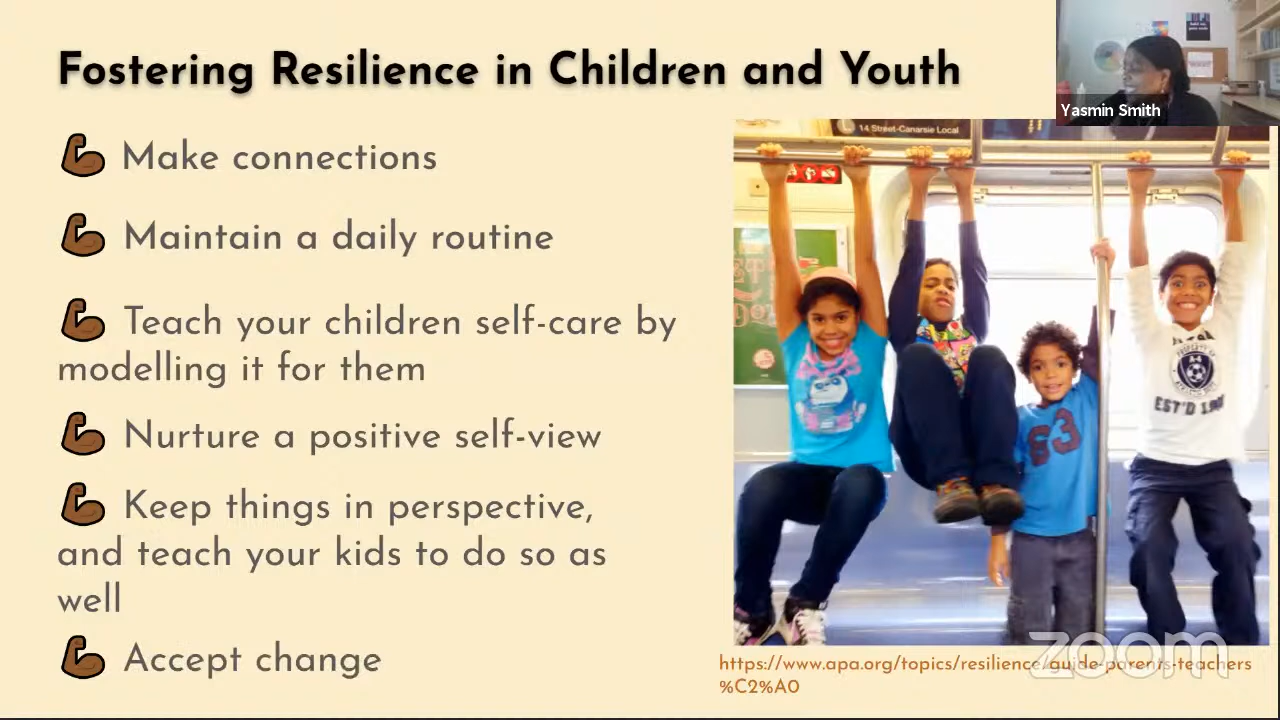 Fostering Resilience in Children and Youth
Yasmin Smith
Make connections
Maintain a daily routine
Teach your children self-care by
modelling it for them
Nurture a positive self-view
Keep things in perspective,
and teach your kids to do so as
well
Accept change
14 Street-Canarsie Local
PROPERTY OF
EST'D
63
zoom
https://www.apa.org/topics/resilience/guide-parents-teachers
%C2%A0